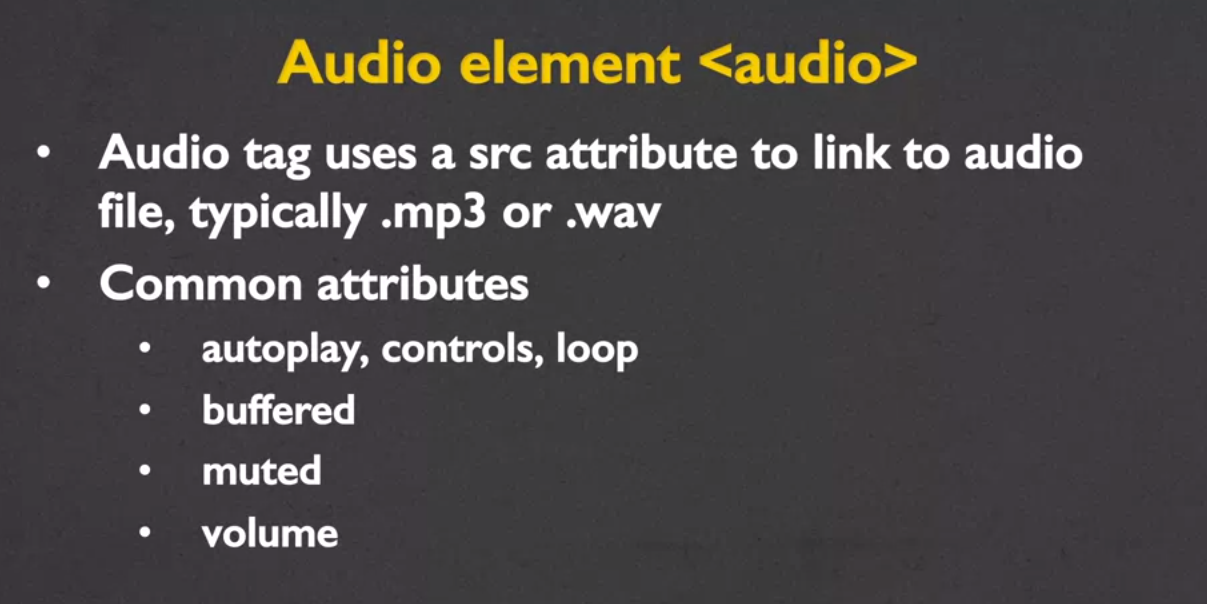 Audio element <audio>
• Audio tag uses a src attribute to link to audio
file, typically .mp3 or .wav
• Common attributes
• autoplay, controls, loop
• buffered
• muted
• volume